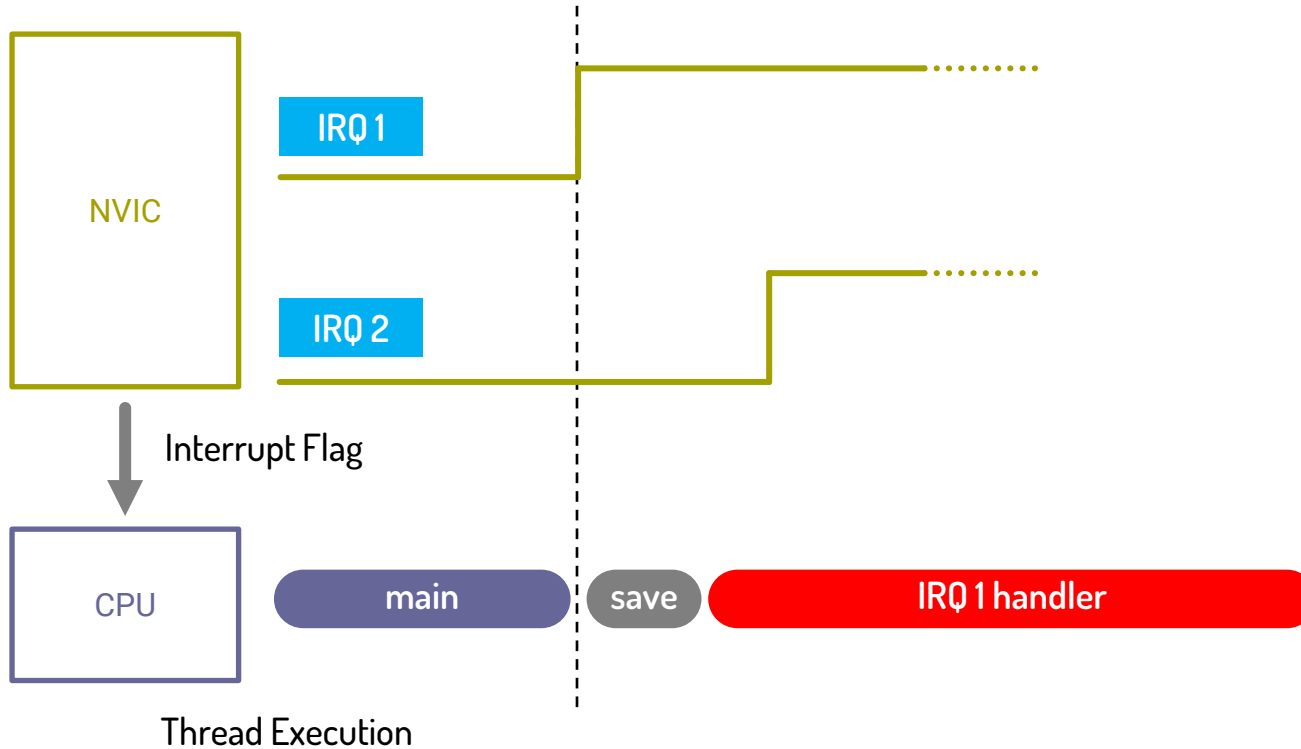 IRQ 1
NVIC
IRQ 2
Interrupt Flag
CPU
main
save
IRQ 1 handler
Thread Execution